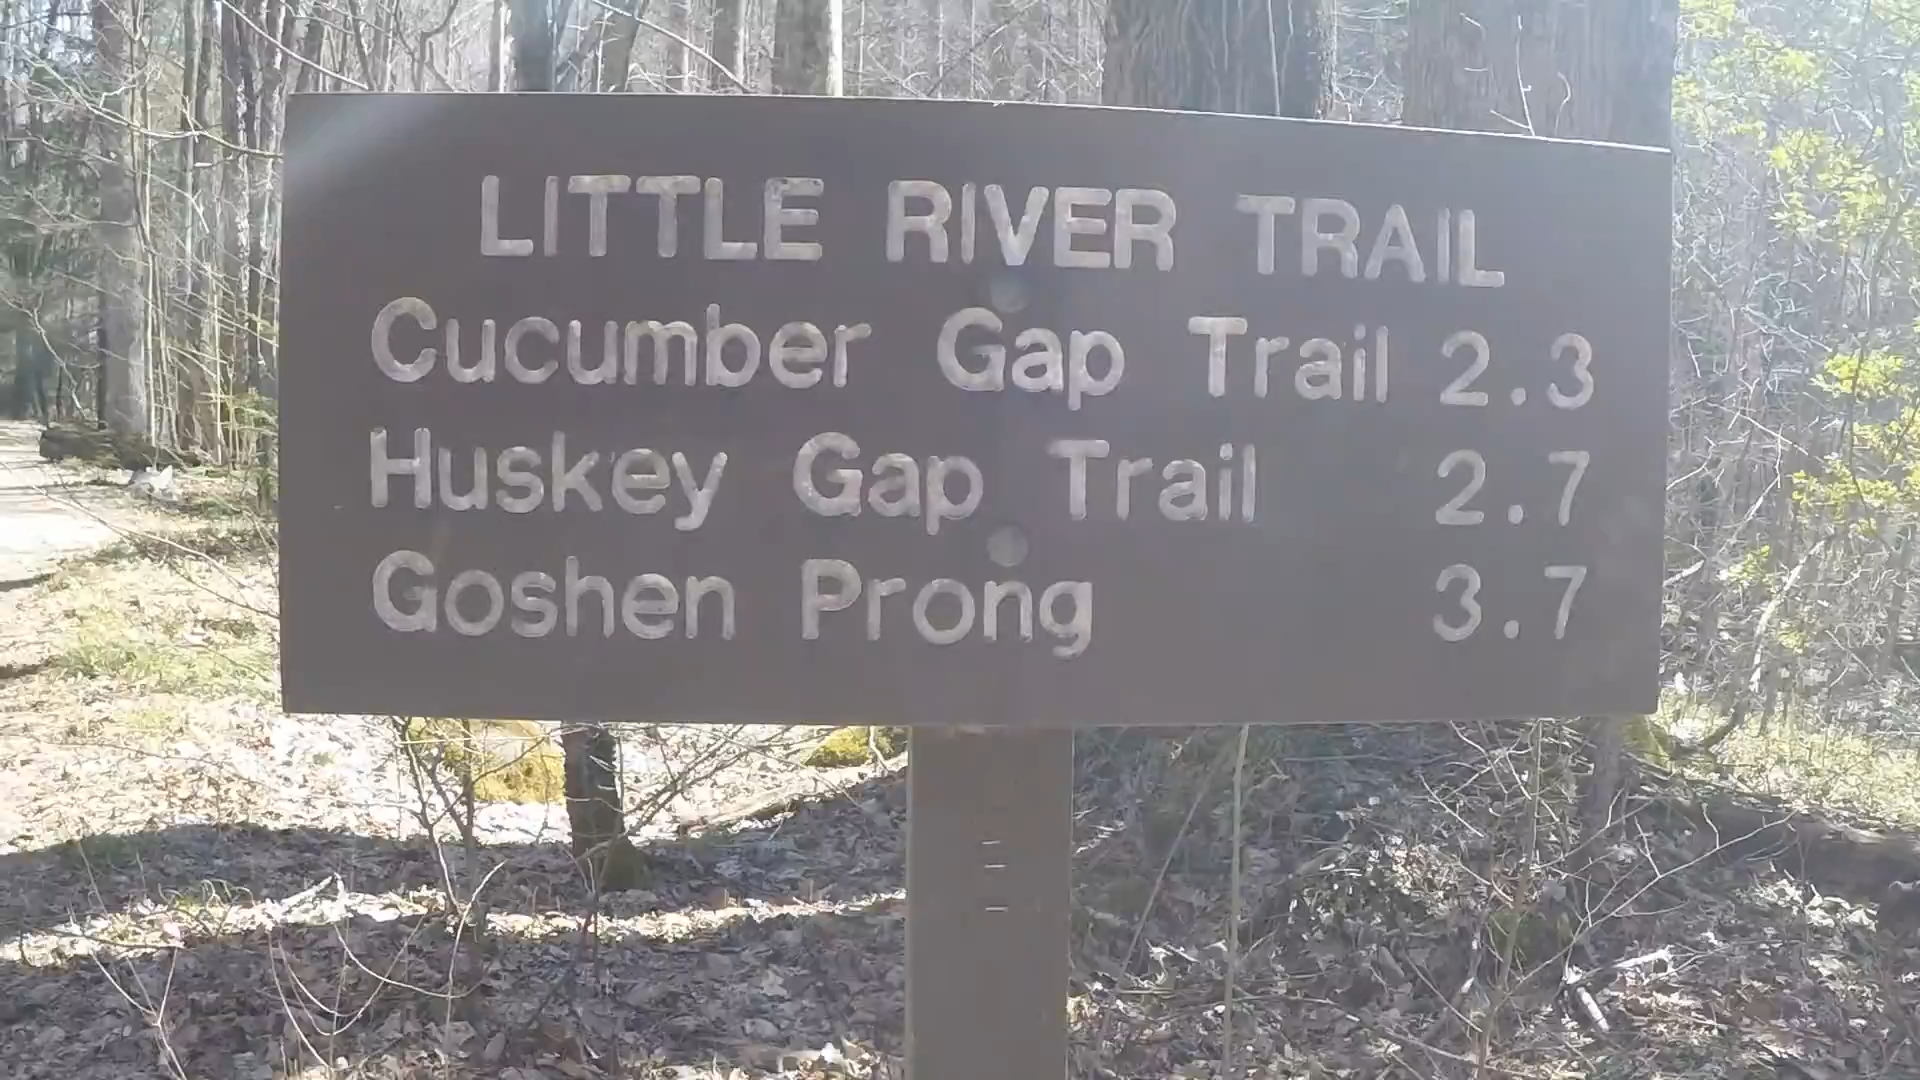 LITTLE RIVER TRAIL
Cucumber Gap Trail 2.3
Huskey Gap Trail 2.7
Goshen Prong 3.7